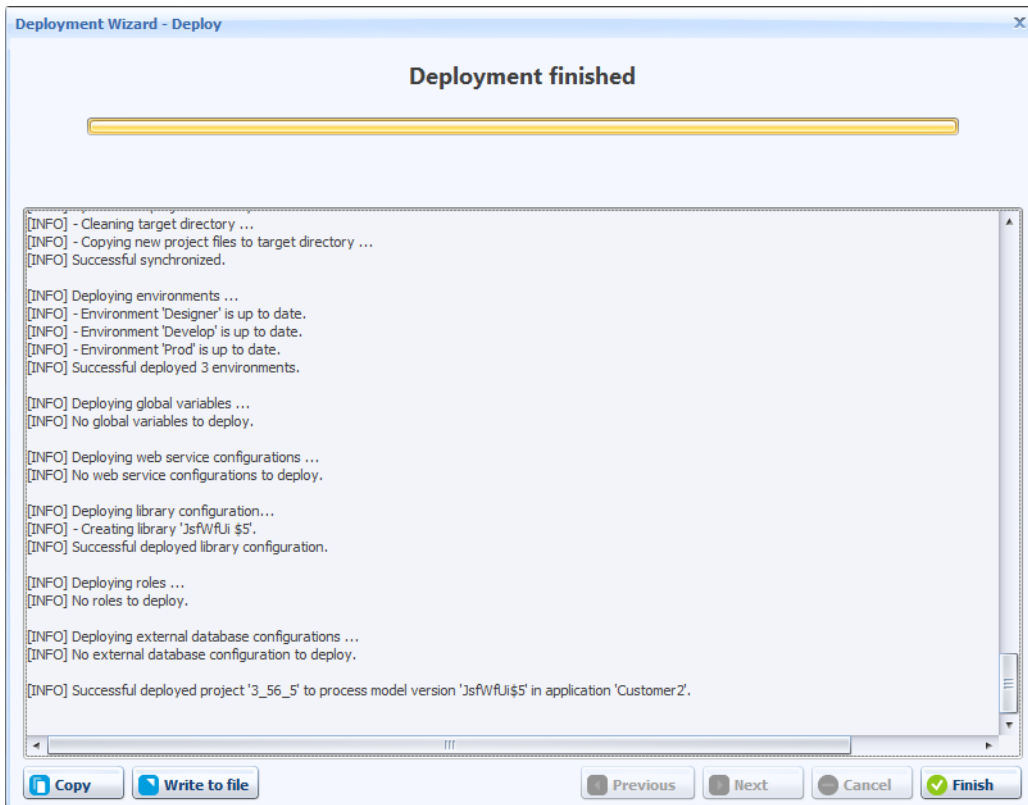 Deployment Wizard - Deploy
Deployment finished
[INFO] - Cleaning target directory ...
[INFO] - Copying new project files to target directory ...
[INFO] Successful synchronized.
[INFO] Deploying environments ...
[INFO] - Environment 'Designer' is up to date.
[INFO] - Environment 'Develop' is up to date.
[INFO] - Environment 'Prod' is up to date.
[INFO] Successful deployed 3 environments.
[INFO] Deploying global variables ...
[INFO] No global variables to deploy.
[INFO] Deploying web service configurations ...
[INFO] No web service configurations to deploy.
[INFO] Deploying library configuration...
[INFO] - Creating library 'JsfWfUi $5'.
[INFO] Successful deployed library configuration.
[INFO] Deploying roles ...
[INFO] No roles to deploy.
[INFO] Deploying external database configurations ...
[INFO] No external database configuration to deploy.
[INFO] Successful deployed project '3_56_5' to process model version 'JsfWfUi$5' in application 'Customer2'.
Copy
Write to file
Previous
Next
Cancel
Finish